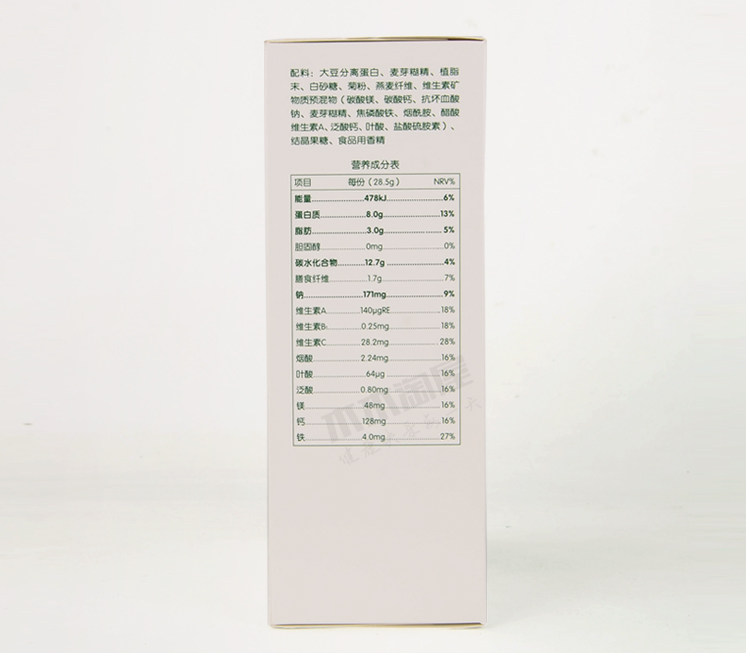 配料：大豆分离蛋白、麦芽糊精、植脂
末、白砂糖、菊粉、燕麦纤维、维生素矿
物质预混物（碳酸镁、碳酸钙、抗坏血酸
钠、麦芽糊精、焦磷酸铁、烟酰胺、醋酸
维生素A、泛酸钙、叶酸、盐酸硫胺素）、
结晶果糖、食品用香精
营养成分表
项目 每份（28.5g） NRV%
能量 478kJ 6%
蛋白质 8.0g 13%
脂肪 3.0g 5%
胆固醇 0mg 0%
碳水化合物 12.7g 4%
膳食纤维 1.7g 7%
钠 171mg 9%
维生素A 140μgRE 18%
维生素B₁ 0.25mg 18%
维生素C 28.2mg 28%
烟酸 2.24mg 16%
叶酸 64μg 16%
泛酸 0.80mg 16%
镁 48mg 16%
钙 128mg 16%
铁 4.0mg 27%